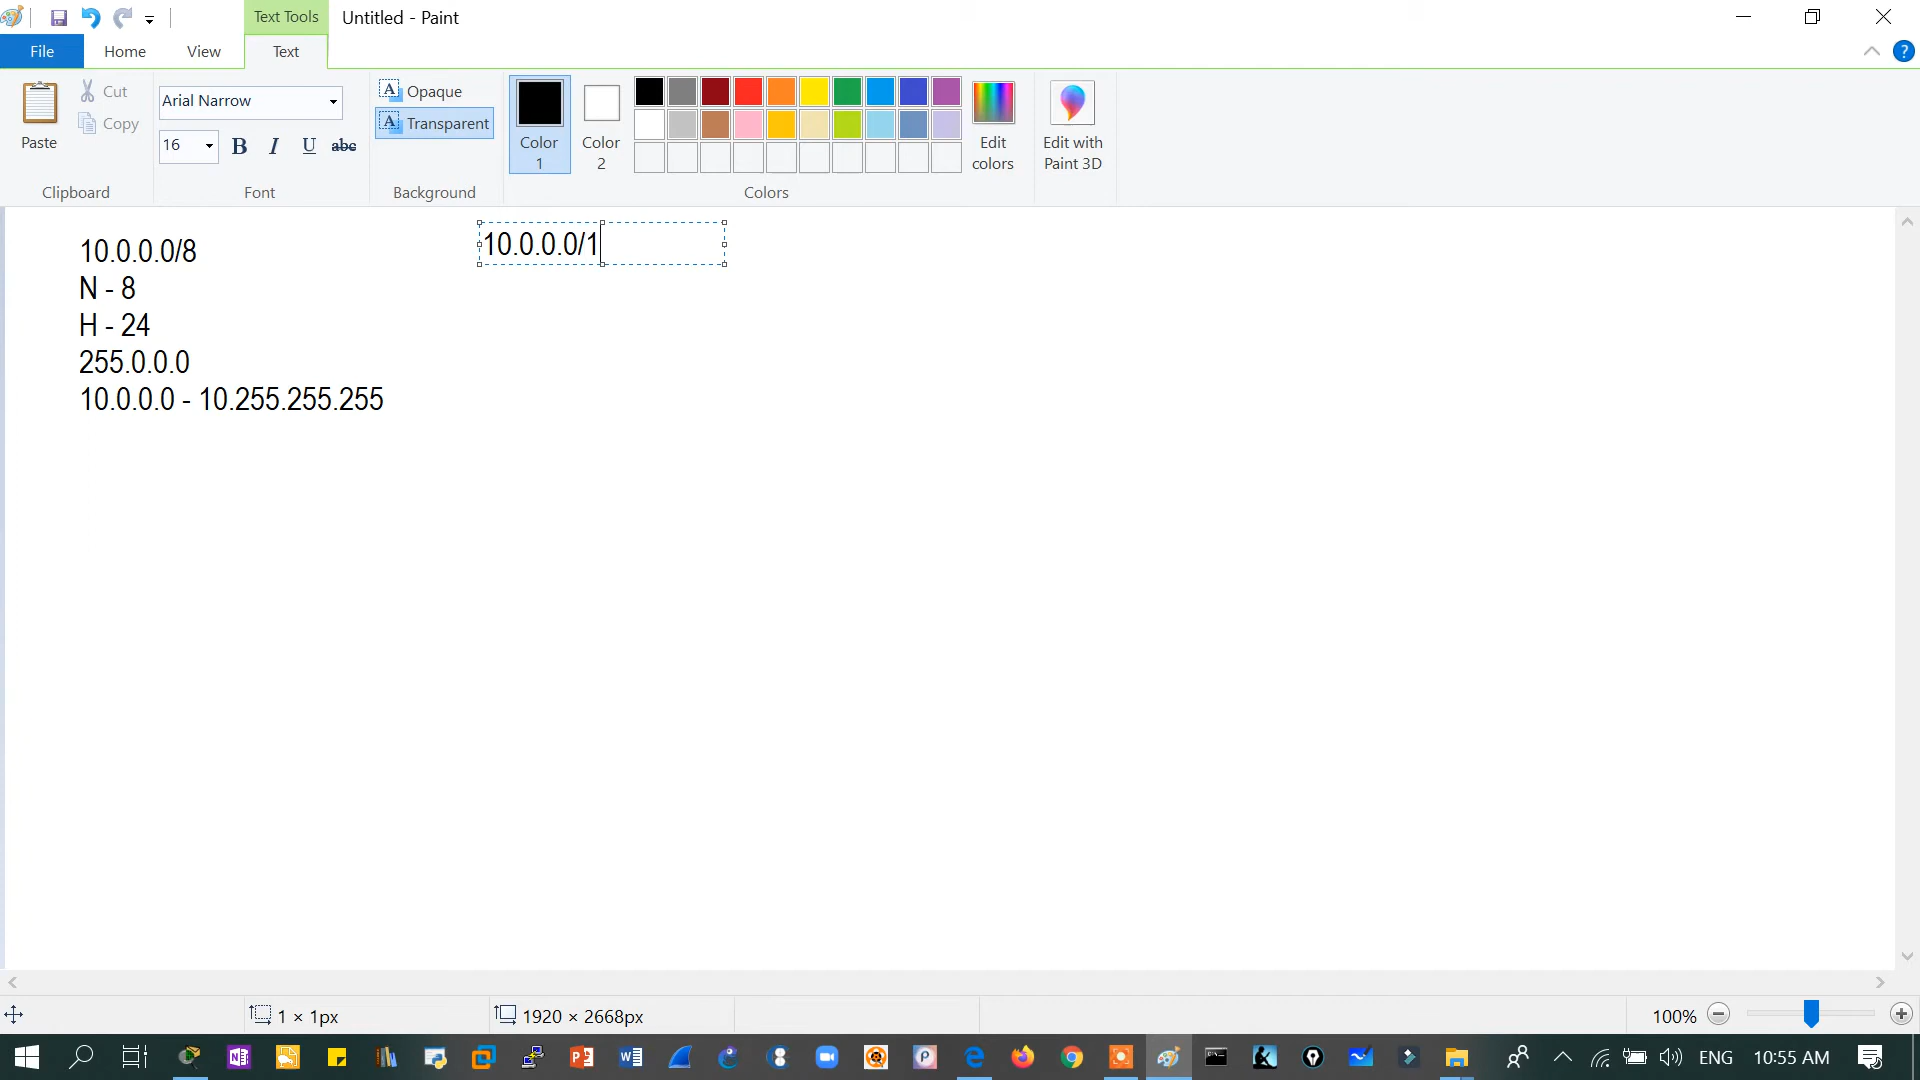 Text Tools
Untitled - Paint
File
Home
View
Text
Paste
Cut
Copy
Clipboard
Arial Narrow
16
B I U abc
Font
A Opaque
A Transparent
Background
Color 1
Color 2
Edit colors
Colors
Edit with Paint 3D
10.0.0.0/8
N - 8
H - 24
255.0.0.0
10.0.0.0 - 10.255.255.255
10.0.0.0/1
1 × 1px
1920 × 2668px
100%
ENG
10:55 AM